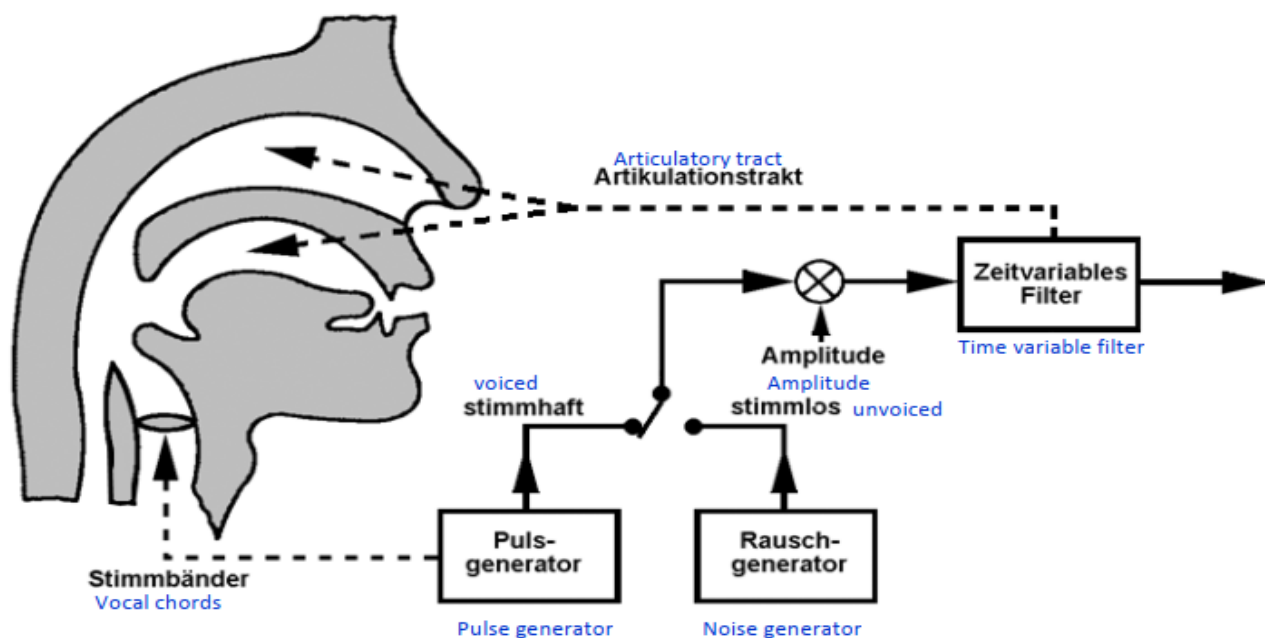 Articulatory tract
Artikulationstrakt
Zeitvariables
Filter
Time variable filter
Amplitude
Amplitude
voiced
stimmhaft
stimmlos
unvoiced
Puls-
generator
Rausch-
generator
Stimmbänder
Vocal chords
Pulse generator
Noise generator